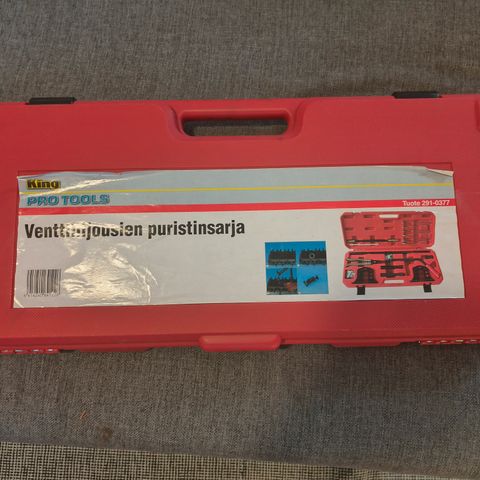 King
PRO TOOLS
Tuote 291-0377
Venttiilijousien puristinsarja